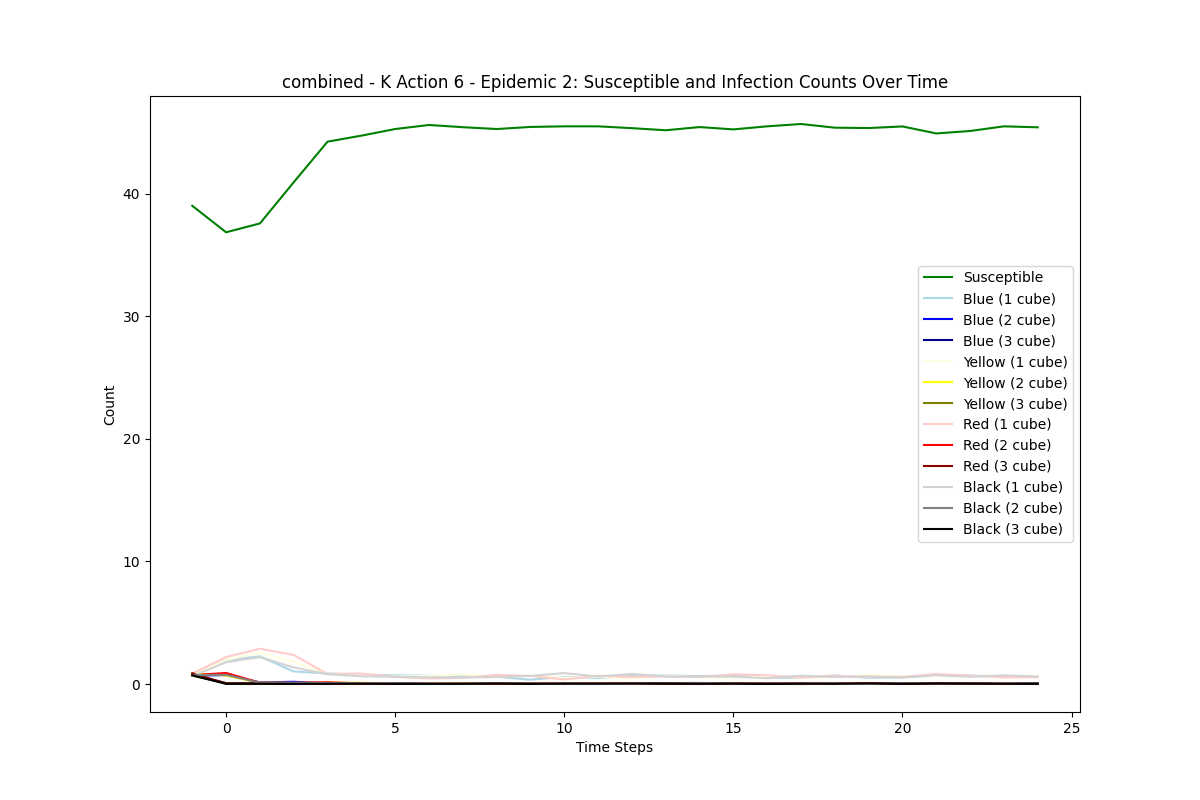 combined - K Action 6 - Epidemic 2: Susceptible and Infection Counts Over Time
Count
40
30
20
10
0
Susceptible
Blue (1 cube)
Blue (2 cube)
Blue (3 cube)
Yellow (1 cube)
Yellow (2 cube)
Yellow (3 cube)
Red (1 cube)
Red (2 cube)
Red (3 cube)
Black (1 cube)
Black (2 cube)
Black (3 cube)
0 5 10 15 20 25
Time Steps